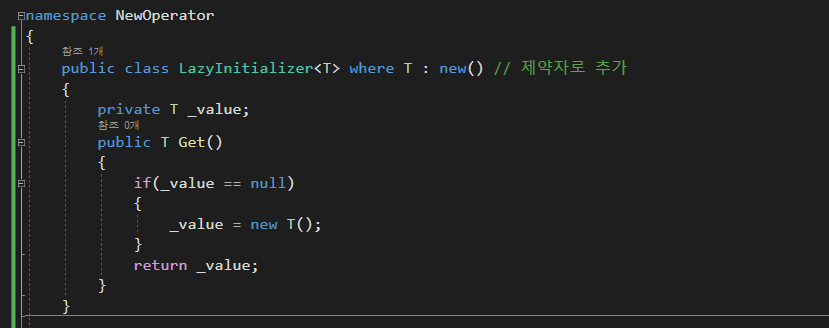 namespace NewOperator
{
참조 1개
public class LazyInitializer<T> where T : new() // 제약자로 추가
{
private T _value;
참조 0개
public T Get()
{
if(_value == null)
{
_value = new T();
}
return _value;
}
}